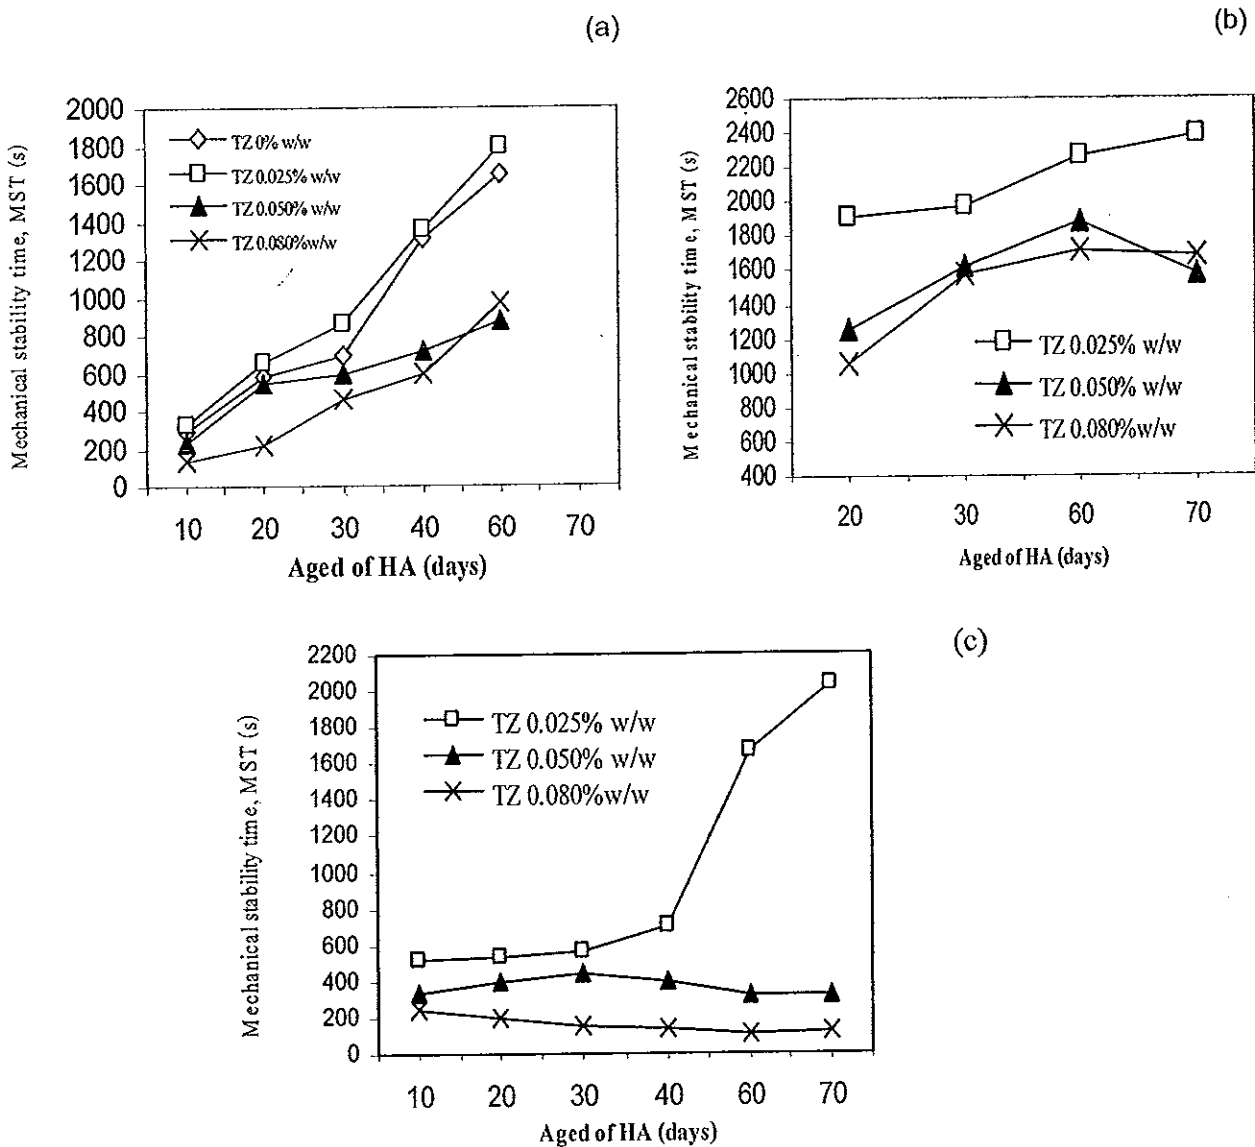 (a)
Mechanical stability time, MST (s)
2000
1800
1600
1400
1200
1000
800
600
400
200
0
TZ 0% w/w
TZ 0.025% w/w
TZ 0.050% w/w
TZ 0.080%w/w
10 20 30 40 60 70
Aged of HA (days)
(b)
Mechanical stability time, MST (s)
2600
2400
2200
2000
1800
1600
1400
1200
1000
800
600
400
TZ 0.025% w/w
TZ 0.050% w/w
TZ 0.080%w/w
20 30 60 70
Aged of HA (days)
(c)
Mechanical stability time, MST (s)
2200
2000
1800
1600
1400
1200
1000
800
600
400
200
0
TZ 0.025% w/w
TZ 0.050% w/w
TZ 0.080%w/w
10 20 30 40 60 70
Aged of HA (days)